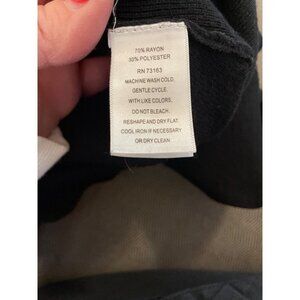 70% RAYON
30% POLYESTER
RN 73163
MACHINE WASH COLD.
GENTLE CYCLE.
WITH LIKE COLORS.
DO NOT BLEACH.
RESHAPE AND DRY FLAT.
COOL IRON IF NECESSARY
OR DRY CLEAN